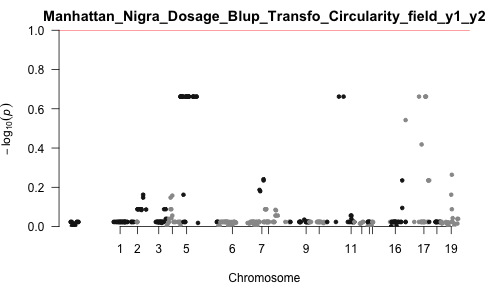 Manhattan_Nigra_Dosage_Blup_Transfo_Circularity_field_y1_y2
1.0
0.8
0.6
0.4
0.2
0.0
− log10(p)
1 2 3 5 6 7 9 11 16 17 19
Chromosome